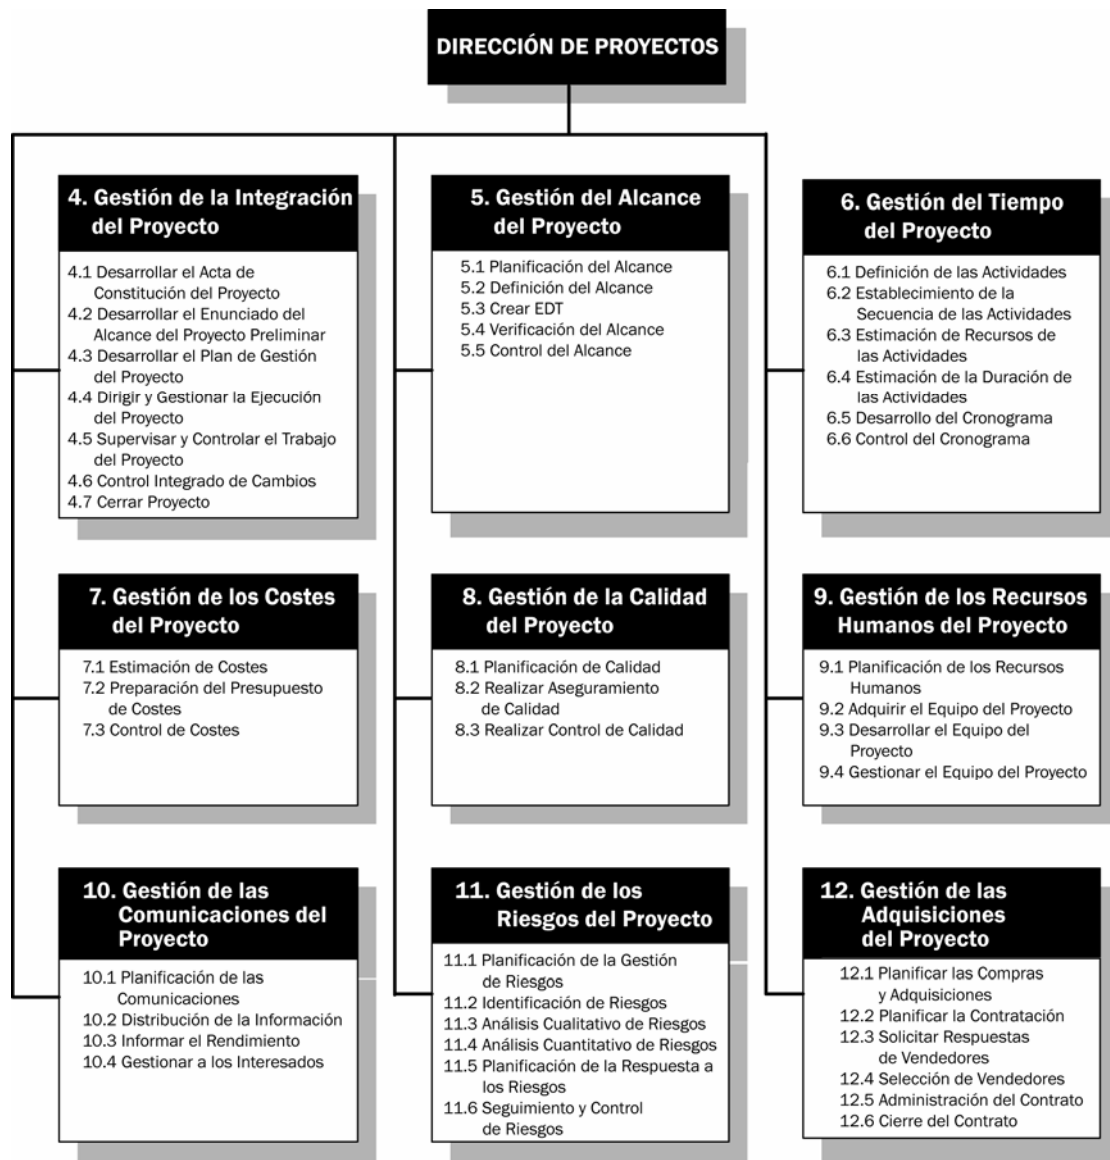 DIRECCIÓN DE PROYECTOS
4. Gestión de la Integración
del Proyecto
4.1 Desarrollar el Acta de
Constitución del Proyecto
4.2 Desarrollar el Enunciado del
Alcance del Proyecto Preliminar
4.3 Desarrollar el Plan de Gestión
del Proyecto
4.4 Dirigir y Gestionar la Ejecución
del Proyecto
4.5 Supervisar y Controlar el Trabajo
del Proyecto
4.6 Control Integrado de Cambios
4.7 Cerrar Proyecto
5. Gestión del Alcance
del Proyecto
5.1 Planificación del Alcance
5.2 Definición del Alcance
5.3 Crear EDT
5.4 Verificación del Alcance
5.5 Control del Alcance
6. Gestión del Tiempo
del Proyecto
6.1 Definición de las Actividades
6.2 Establecimiento de la
Secuencia de las Actividades
6.3 Estimación de Recursos de
las Actividades
6.4 Estimación de la Duración de
las Actividades
6.5 Desarrollo del Cronograma
6.6 Control del Cronograma
7. Gestión de los Costes
del Proyecto
7.1 Estimación de Costes
7.2 Preparación del Presupuesto
de Costes
7.3 Control de Costes
8. Gestión de la Calidad
del Proyecto
8.1 Planificación de Calidad
8.2 Realizar Aseguramiento
de Calidad
8.3 Realizar Control de Calidad
9. Gestión de los Recursos
Humanos del Proyecto
9.1 Planificación de los Recursos
Humanos
9.2 Adquirir el Equipo del Proyecto
9.3 Desarrollar el Equipo del
Proyecto
9.4 Gestionar el Equipo del Proyecto
10. Gestión de las
Comunicaciones del
Proyecto
10.1 Planificación de las
Comunicaciones
10.2 Distribución de la Información
10.3 Informar el Rendimiento
10.4 Gestionar a los Interesados
11. Gestión de los
Riesgos del Proyecto
11.1 Planificación de la Gestión
de Riesgos
11.2 Identificación de Riesgos
11.3 Análisis Cualitativo de Riesgos
11.4 Análisis Cuantitativo de Riesgos
11.5 Planificación de la Respuesta a
los Riesgos
11.6 Seguimiento y Control
de Riesgos
12. Gestión de las
Adquisiciones
del Proyecto
12.1 Planificar las Compras
y Adquisiciones
12.2 Planificar la Contratación
12.3 Solicitar Respuestas
de Vendedores
12.4 Selección de Vendedores
12.5 Administración del Contrato
12.6 Cierre del Contrato